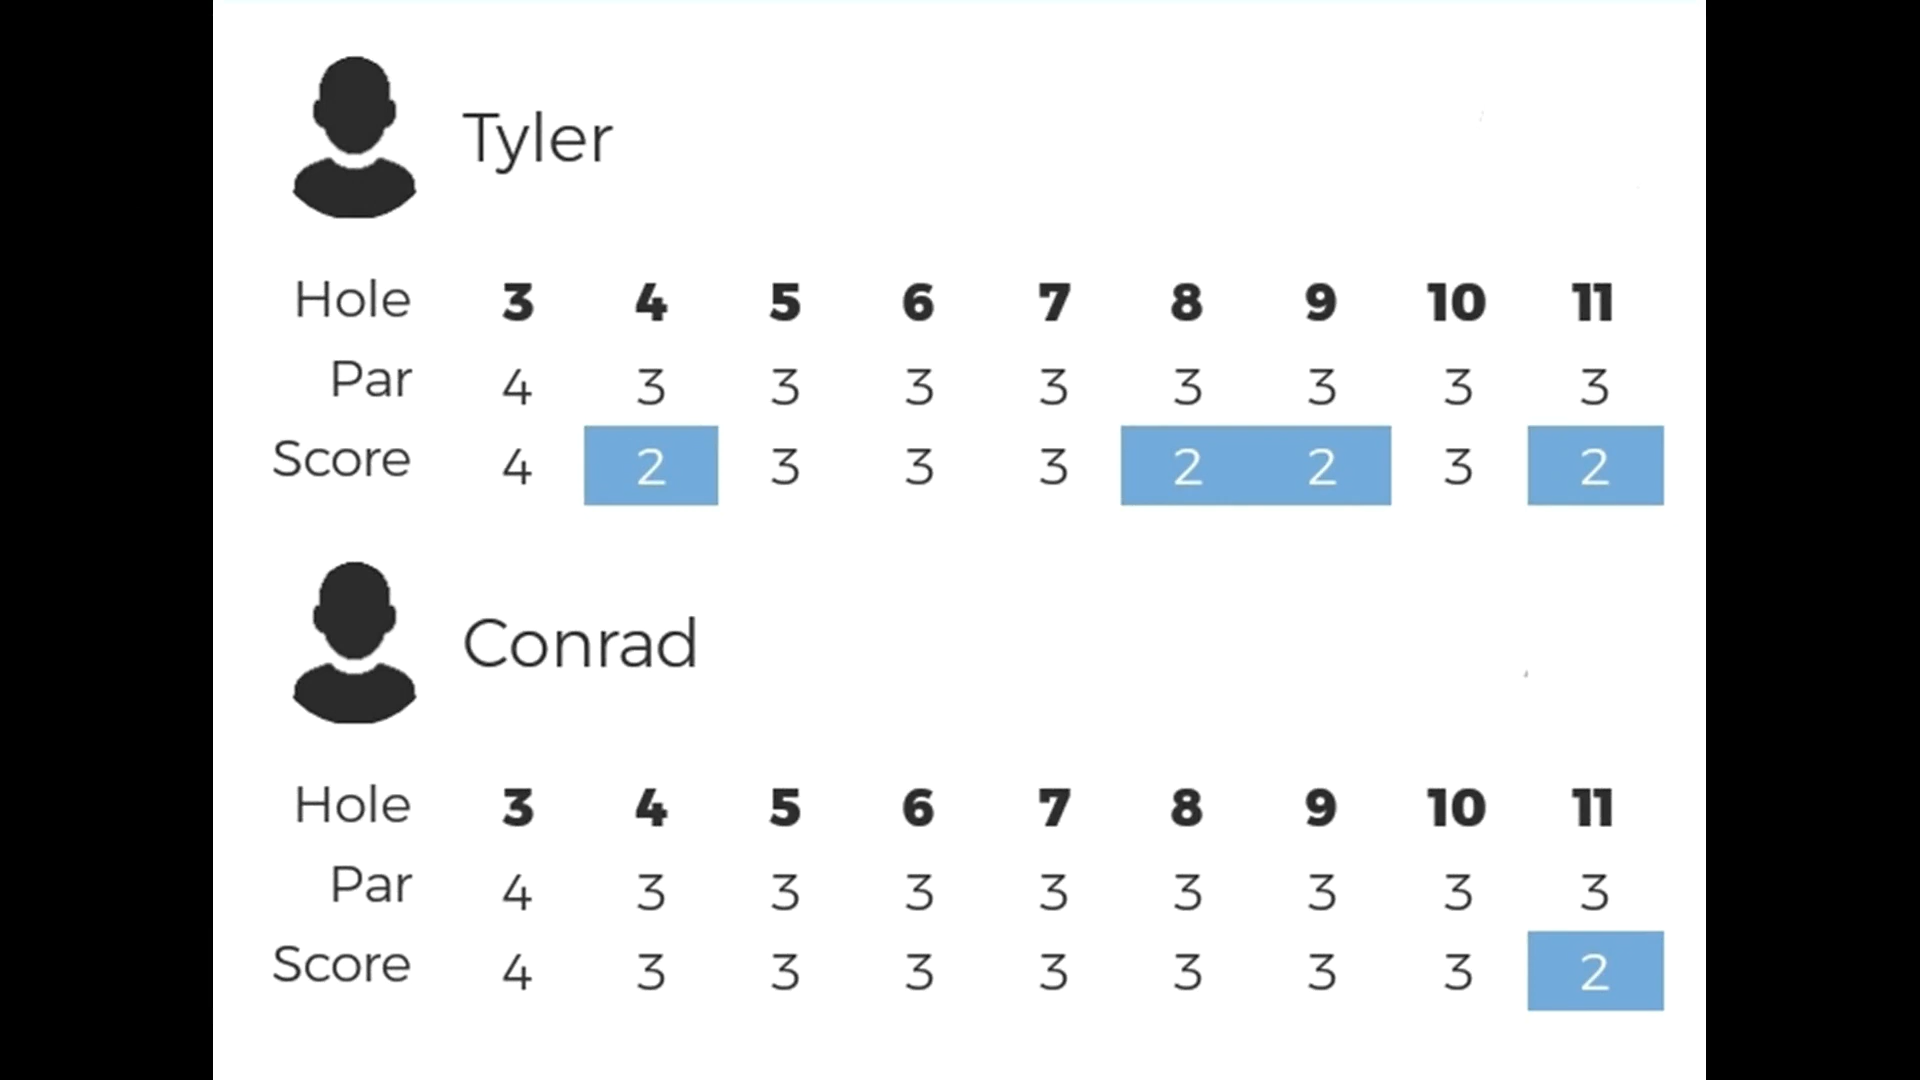 Tyler
Hole 3 4 5 6 7 8 9 10 11
Par 4 3 3 3 3 3 3 3 3
Score 4 2 3 3 3 2 2 3 2
Conrad
Hole 3 4 5 6 7 8 9 10 11
Par 4 3 3 3 3 3 3 3 3
Score 4 3 3 3 3 3 3 3 2